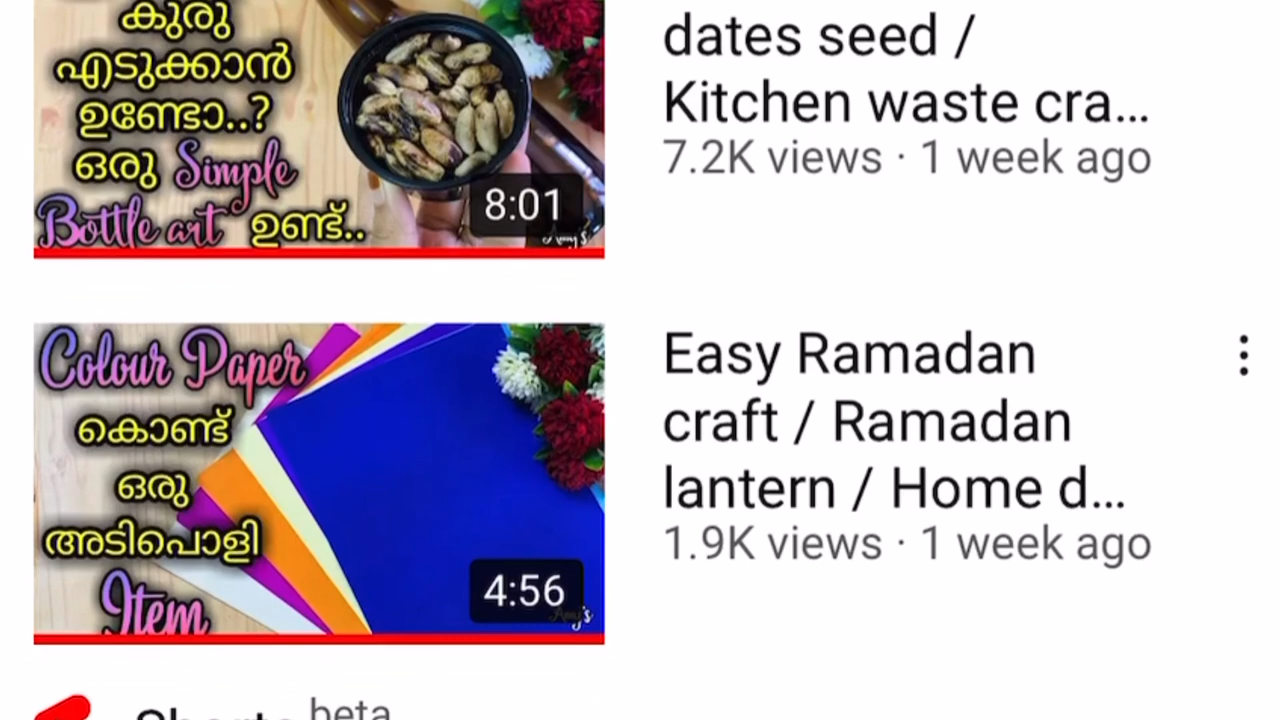 കുരു
എടുക്കാൻ
ഉണ്ടോ..?
ഒരു Simple
Bottle art ഉണ്ട്..
8:01
dates seed /
Kitchen waste cra...
7.2K views · 1 week ago
Colour Paper
കൊണ്ട്
ഒരു
അടിപൊളി
Item
4:56
Easy Ramadan
craft / Ramadan
lantern / Home d...
1.9K views · 1 week ago
Shorts beta